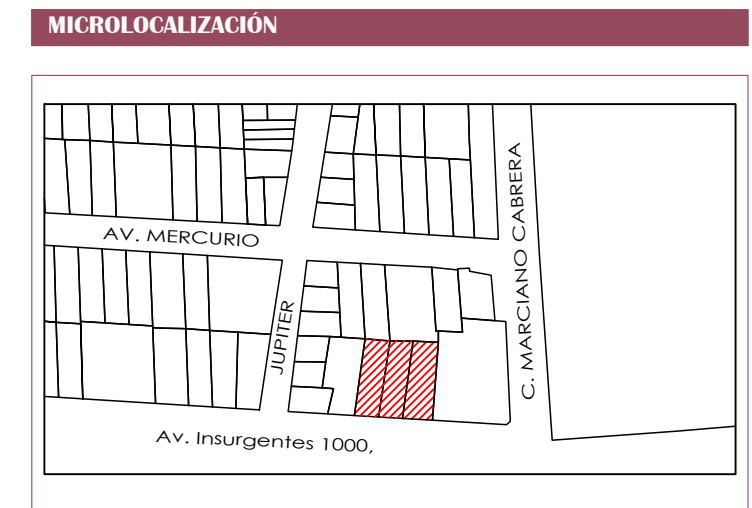 MICROLOCALIZACIÓN
C. MARCIANO CABRERA
AV. MERCURIO
JUPITER
Av. Insurgentes 1000,